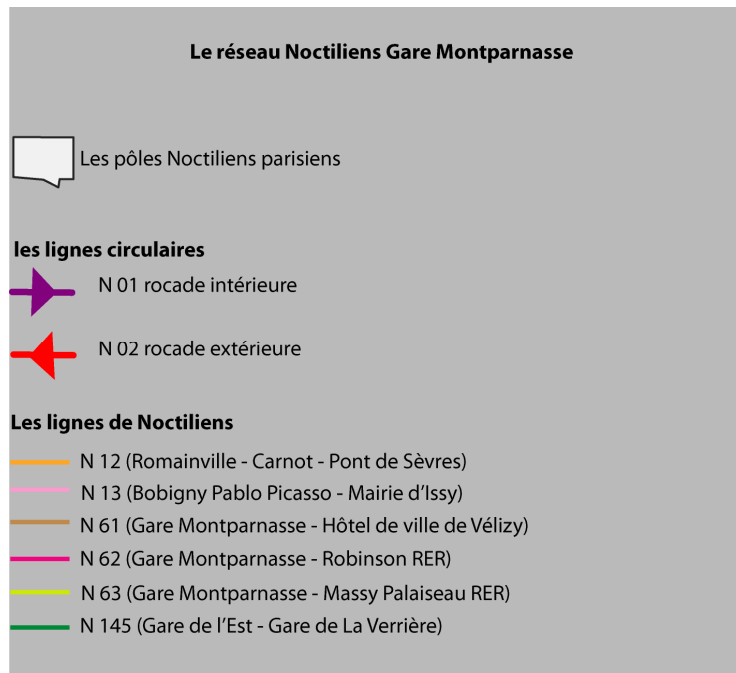 Le réseau Noctiliens Gare Montparnasse
Les pôles Noctiliens parisiens
les lignes circulaires
N 01 rocade intérieure
N 02 rocade extérieure
Les lignes de Noctiliens
N 12 (Romainville - Carnot - Pont de Sèvres)
N 13 (Bobigny Pablo Picasso - Mairie d'Issy)
N 61 (Gare Montparnasse - Hôtel de ville de Vélizy)
N 62 (Gare Montparnasse - Robinson RER)
N 63 (Gare Montparnasse - Massy Palaiseau RER)
N 145 (Gare de l'Est - Gare de La Verrière)